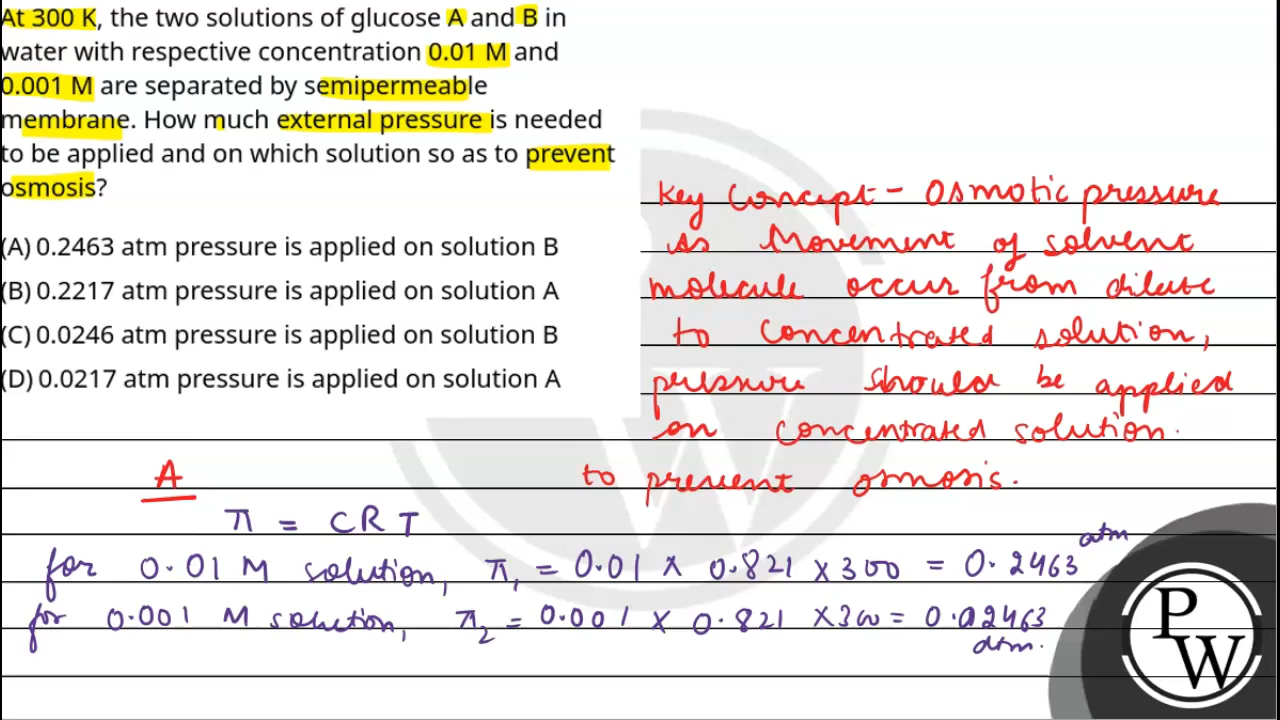 At 300 K, the two solutions of glucose A and B in
water with respective concentration 0.01 M and
0.001 M are separated by semipermeable
membrane. How much external pressure is needed
to be applied and on which solution so as to prevent
osmosis?
(A) 0.2463 atm pressure is applied on solution B
(B) 0.2217 atm pressure is applied on solution A
(C) 0.0246 atm pressure is applied on solution B
(D) 0.0217 atm pressure is applied on solution A
Key Concept - Osmotic pressure
As Movement of solvent
molecule occur from dilute
to concentrated solution,
pressure should be applied
on concentrated solution.
to prevent osmosis.
A
π = CRT
for 0.01 M solution, π₁ = 0.01 × 0.821 × 300 = 0.2463 atm
for 0.001 M solution, π₂ = 0.001 × 0.821 × 300 = 0.02463
atm.
PW